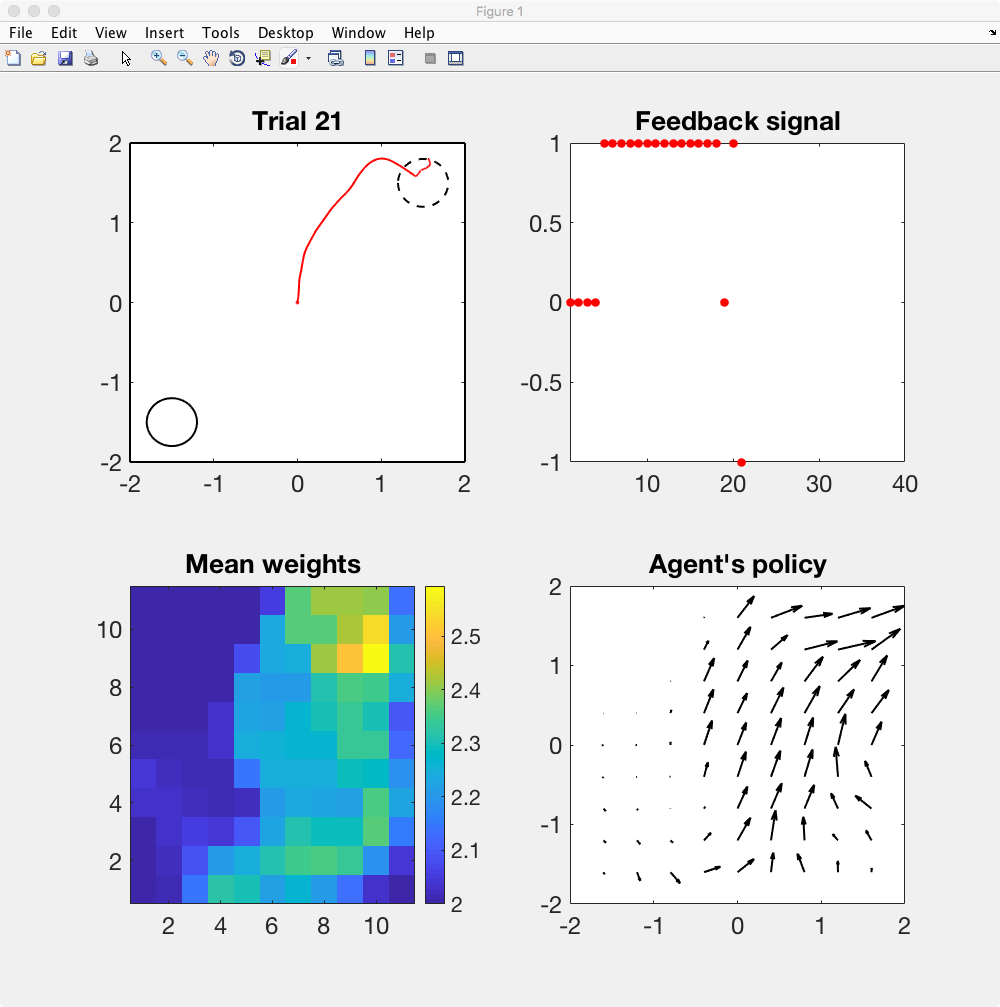 Figure 1
File Edit View Insert Tools Desktop Window Help
Trial 21
2
1
0
-1
-2
-2 -1 0 1 2
Feedback signal
1
0.5
0
-0.5
-1
10 20 30 40
Mean weights
10
8
6
4
2
2 4 6 8 10
2.5
2.4
2.3
2.2
2.1
2
Agent's policy
2
1
0
-1
-2
-2 -1 0 1 2